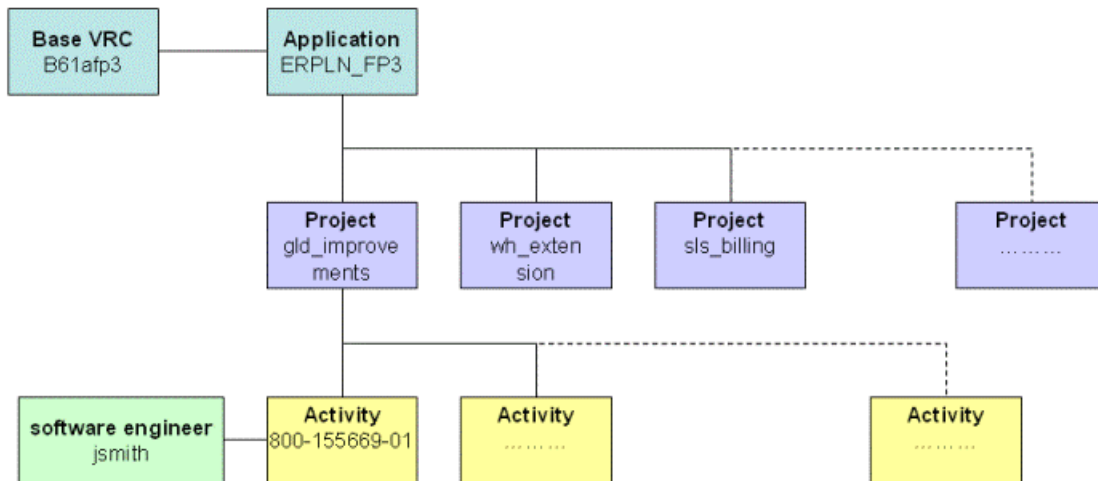 Base VRC
B61afp3
Application
ERPLN_FP3
Project
gld_improve
ments
Project
wh_exten
sion
Project
sls_billing
Project
………
software engineer
jsmith
Activity
800-155669-01
Activity
………
Activity
………